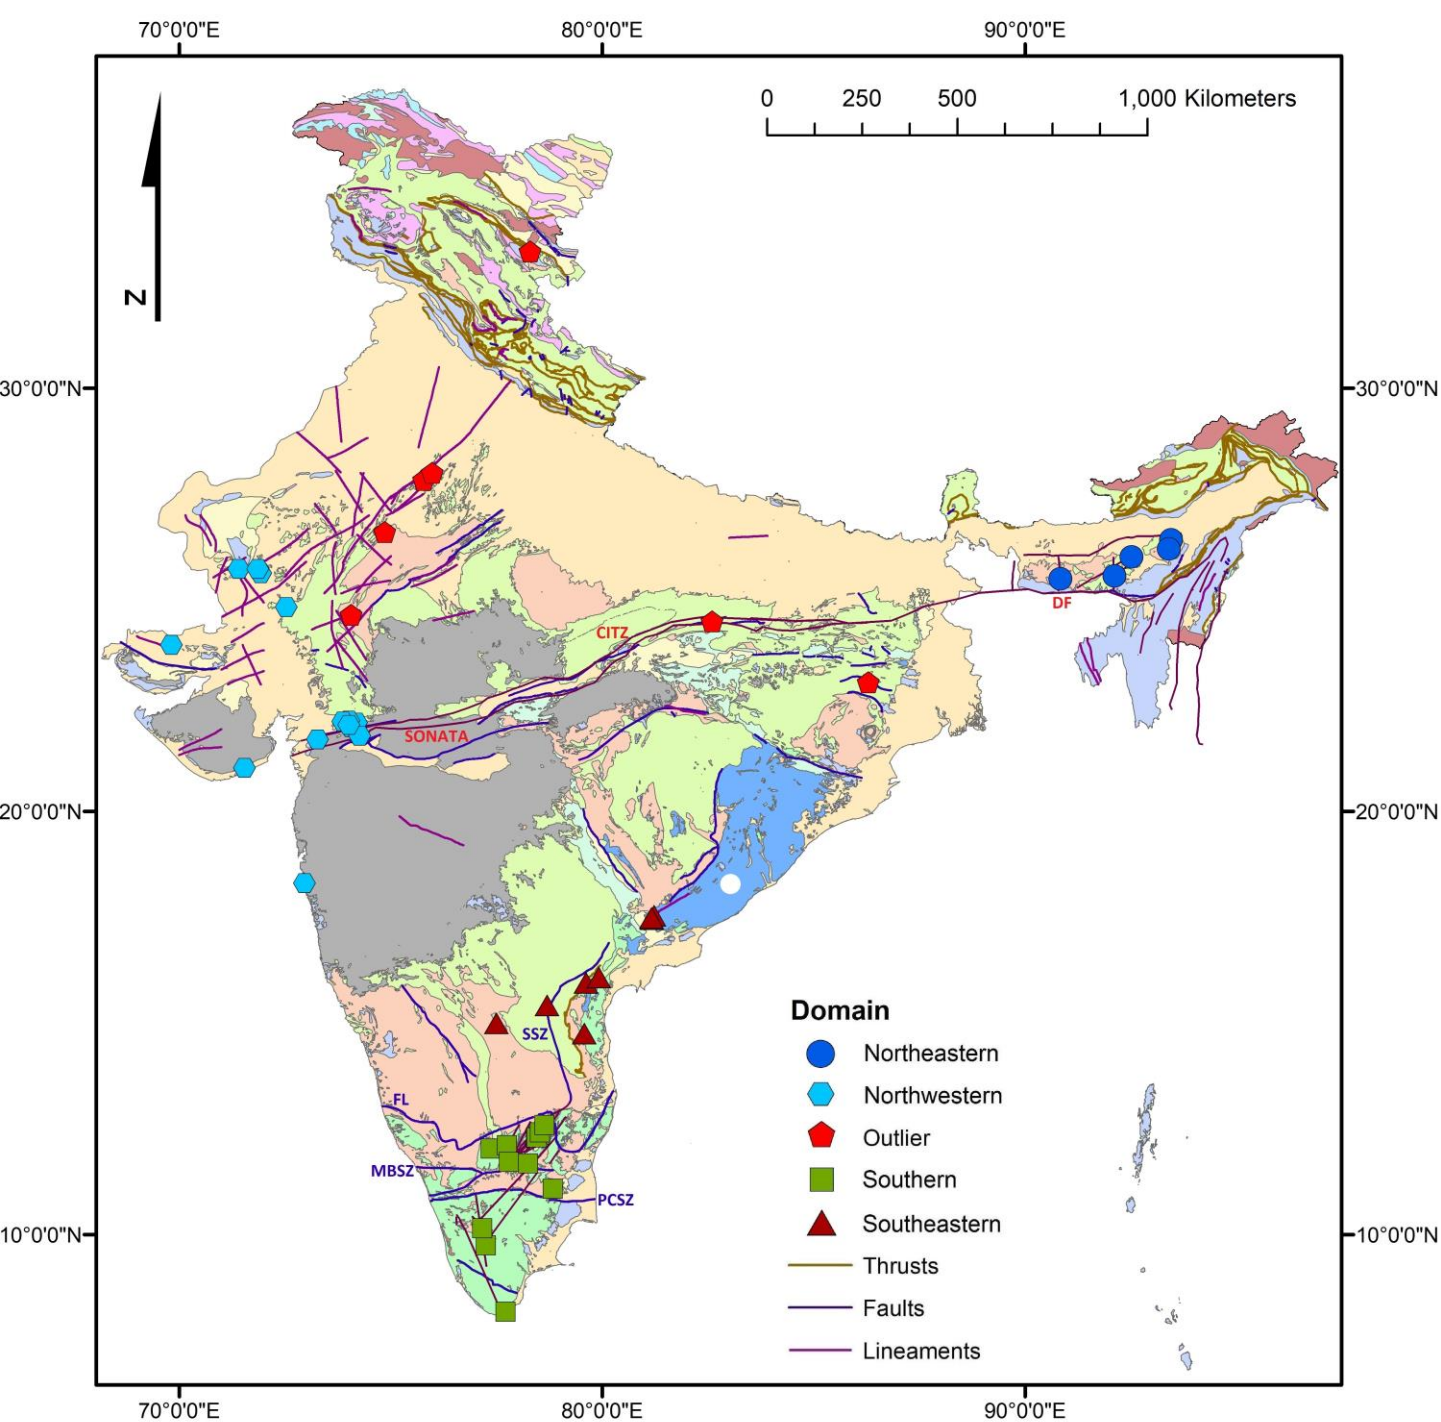 70°0'0"E 80°0'0"E 90°0'0"E
0 250 500 1,000 Kilometers
N
30°0'0"N 30°0'0"N
DF
CITZ
SONATA
20°0'0"N 20°0'0"N
SSZ
FL
MBSZ
PCSZ
10°0'0"N 10°0'0"N
Domain
Northeastern
Northwestern
Outlier
Southern
Southeastern
Thrusts
Faults
Lineaments
70°0'0"E 80°0'0"E 90°0'0"E